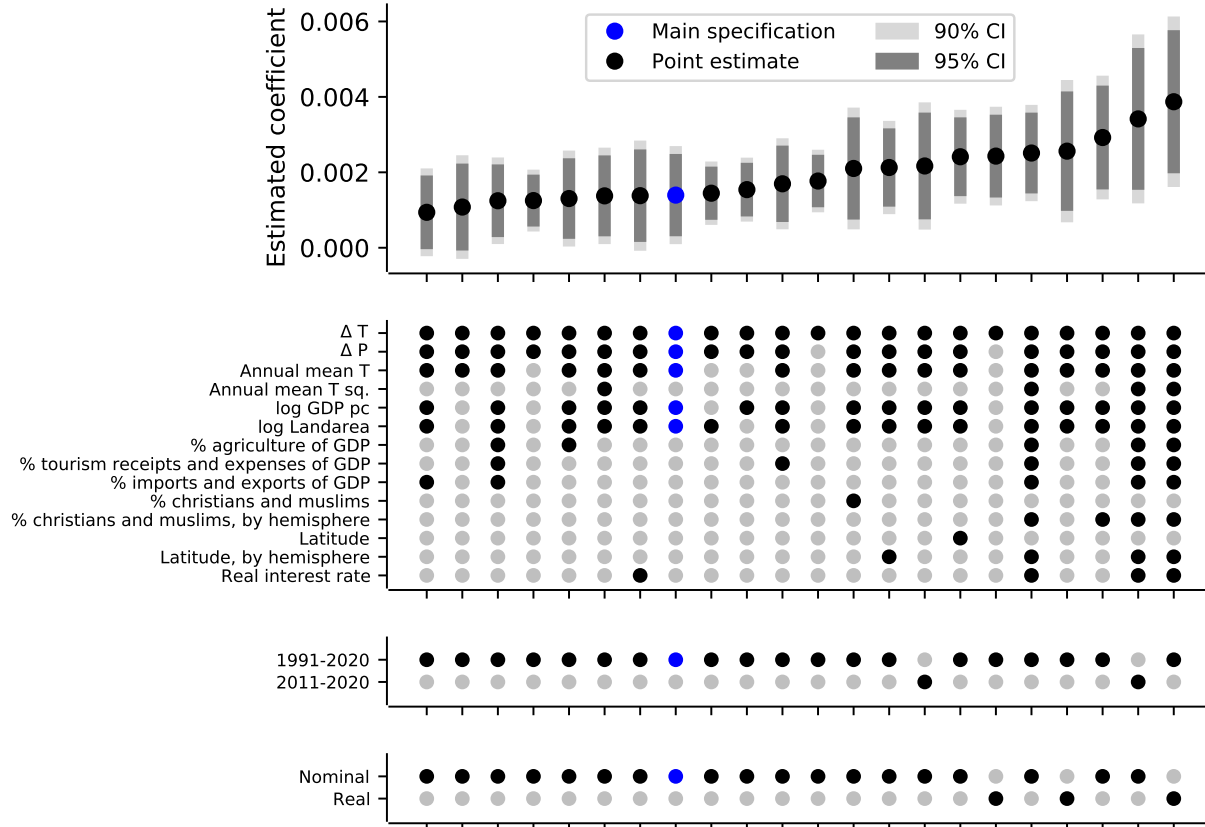 Estimated coefficient
0.006
0.004
0.002
0.000
Main specification
Point estimate
90% CI
95% CI
Δ T
Δ P
Annual mean T
Annual mean T sq.
log GDP pc
log Landarea
% agriculture of GDP
% tourism receipts and expenses of GDP
% imports and exports of GDP
% christians and muslims
% christians and muslims, by hemisphere
Latitude
Latitude, by hemisphere
Real interest rate
1991-2020
2011-2020
Nominal
Real